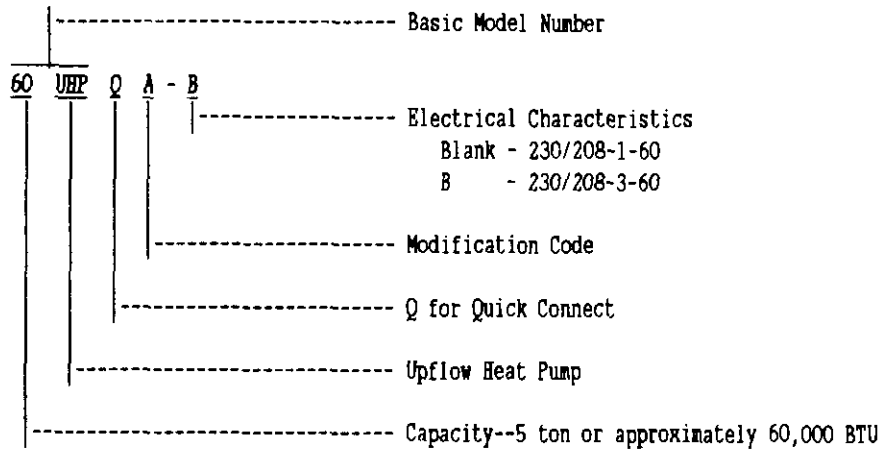 Basic Model Number
60 UHP Q A - B
Electrical Characteristics
Blank - 230/208-1-60
B - 230/208-3-60
Modification Code
Q for Quick Connect
Upflow Heat Pump
Capacity--5 ton or approximately 60,000 BTU